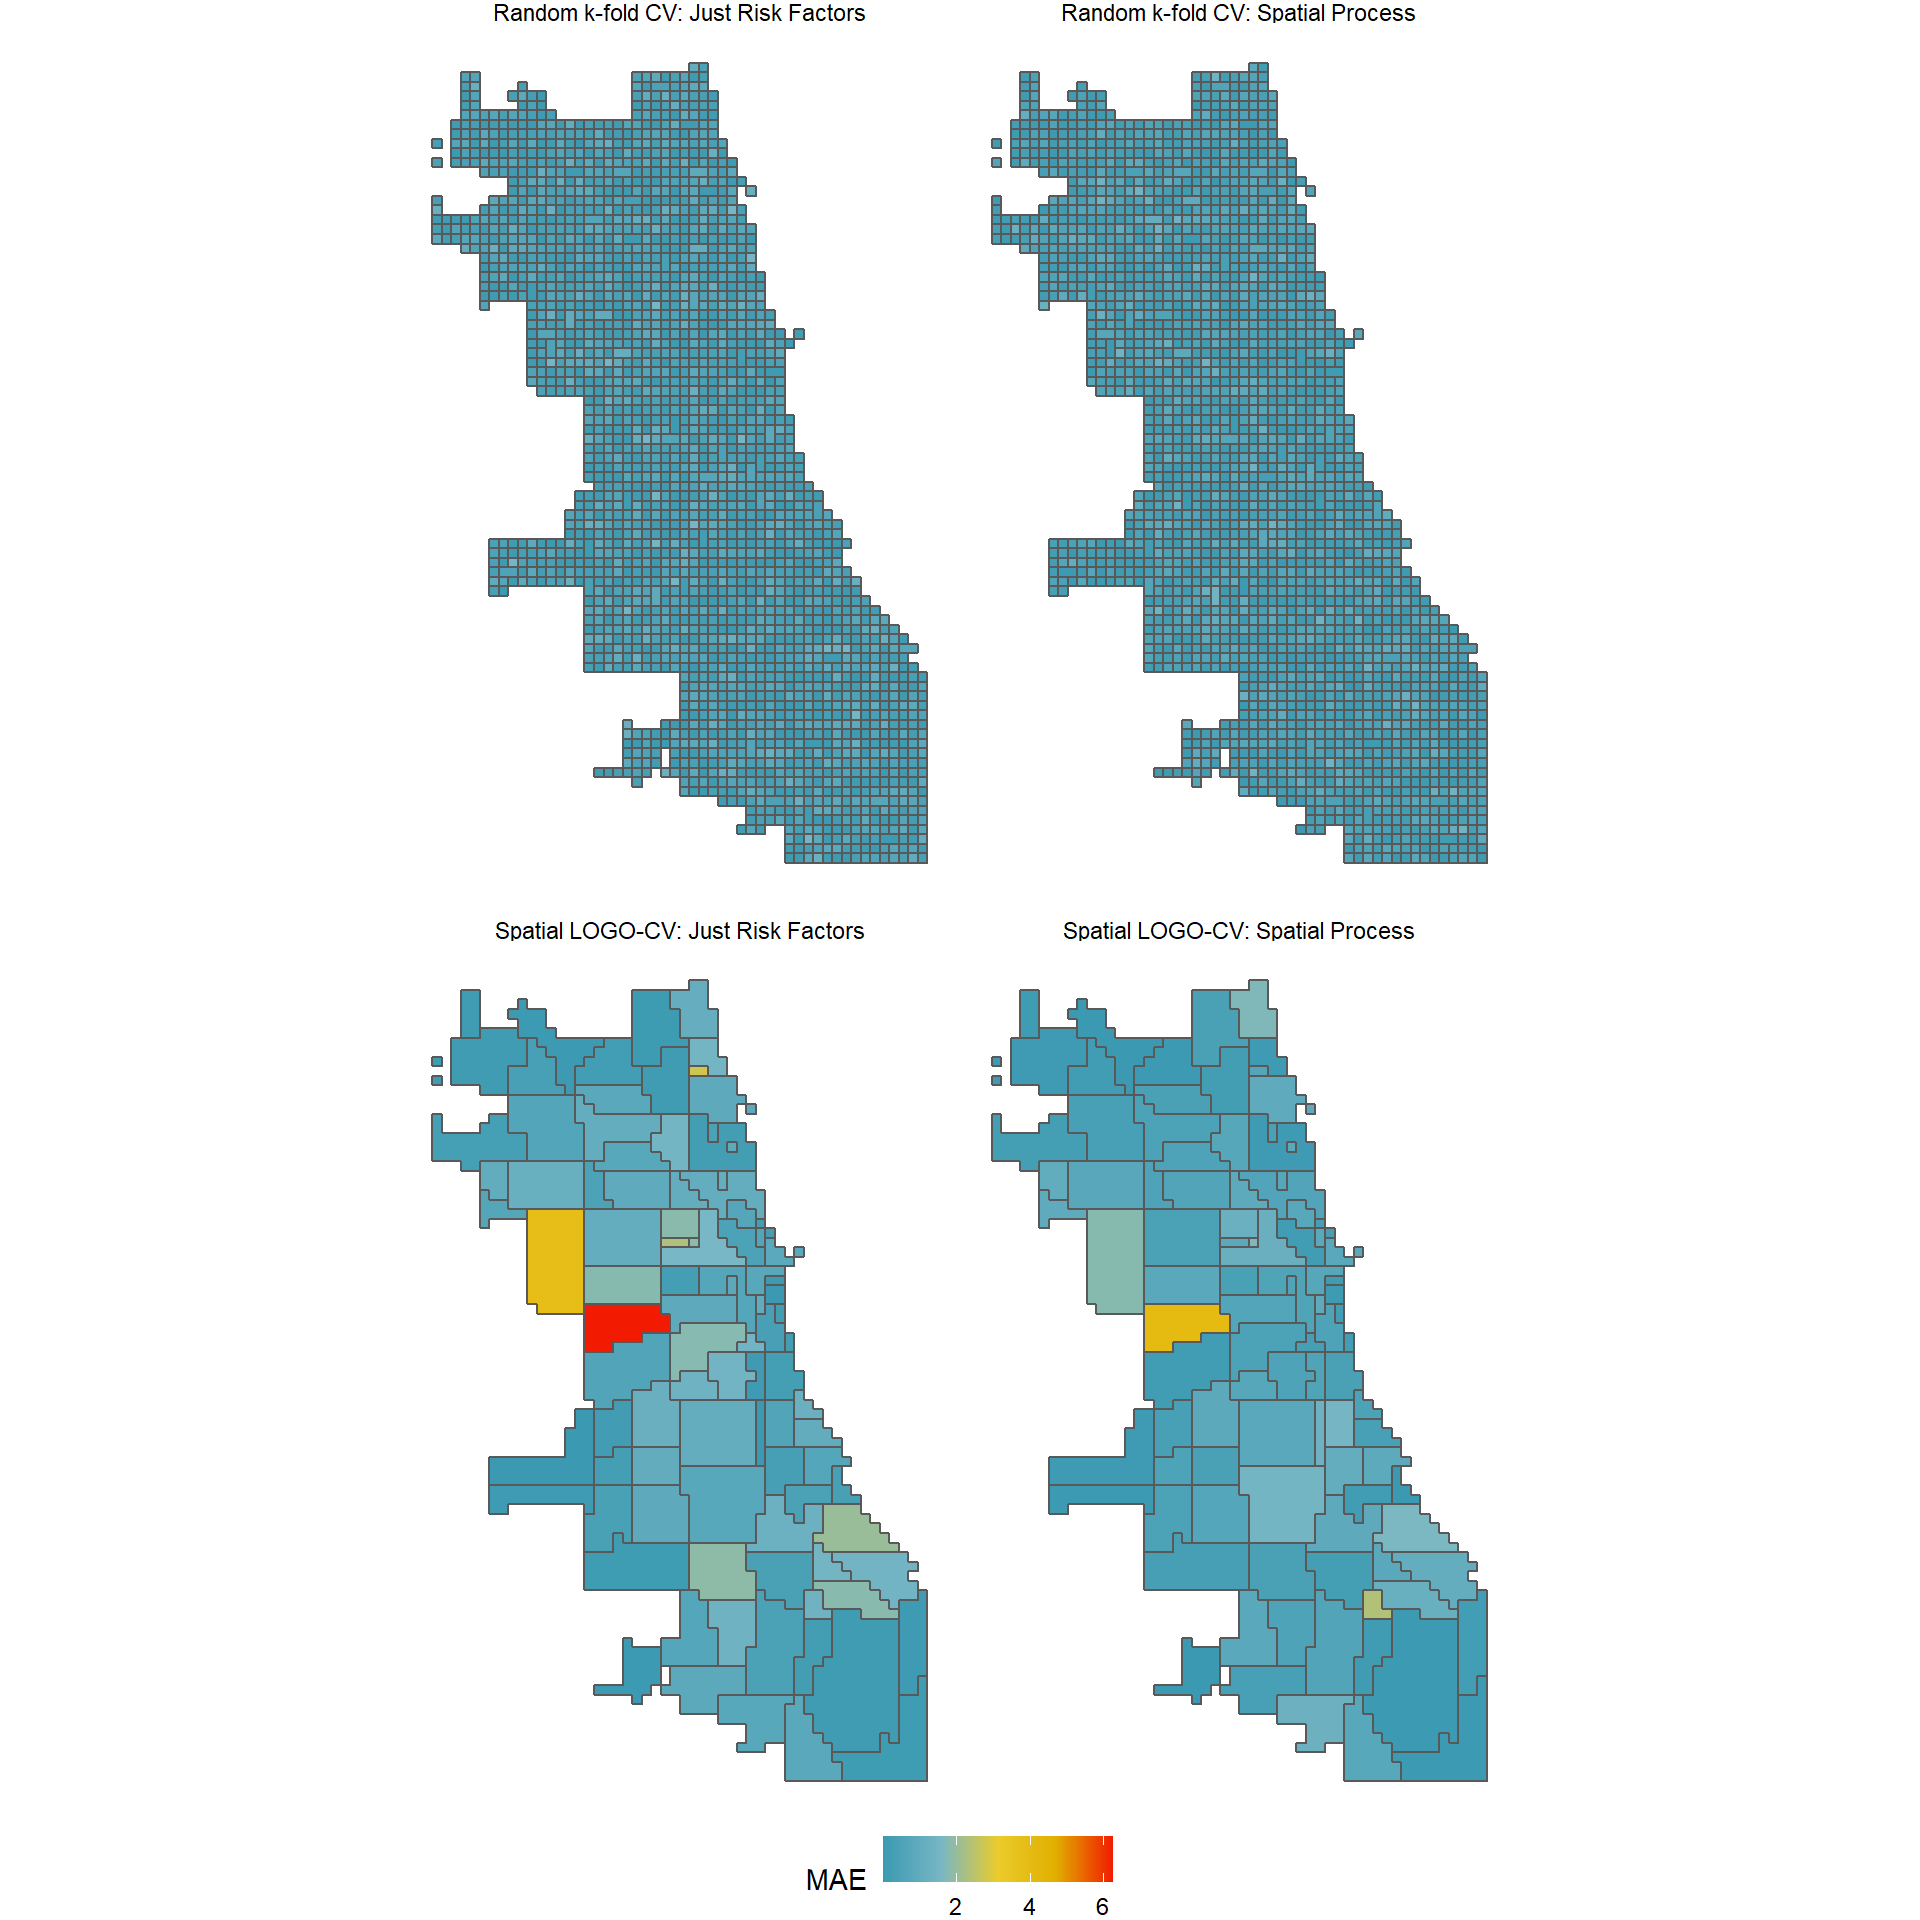 Random k-fold CV: Just Risk Factors
Random k-fold CV: Spatial Process
Spatial LOGO-CV: Just Risk Factors
Spatial LOGO-CV: Spatial Process
MAE
2 4 6